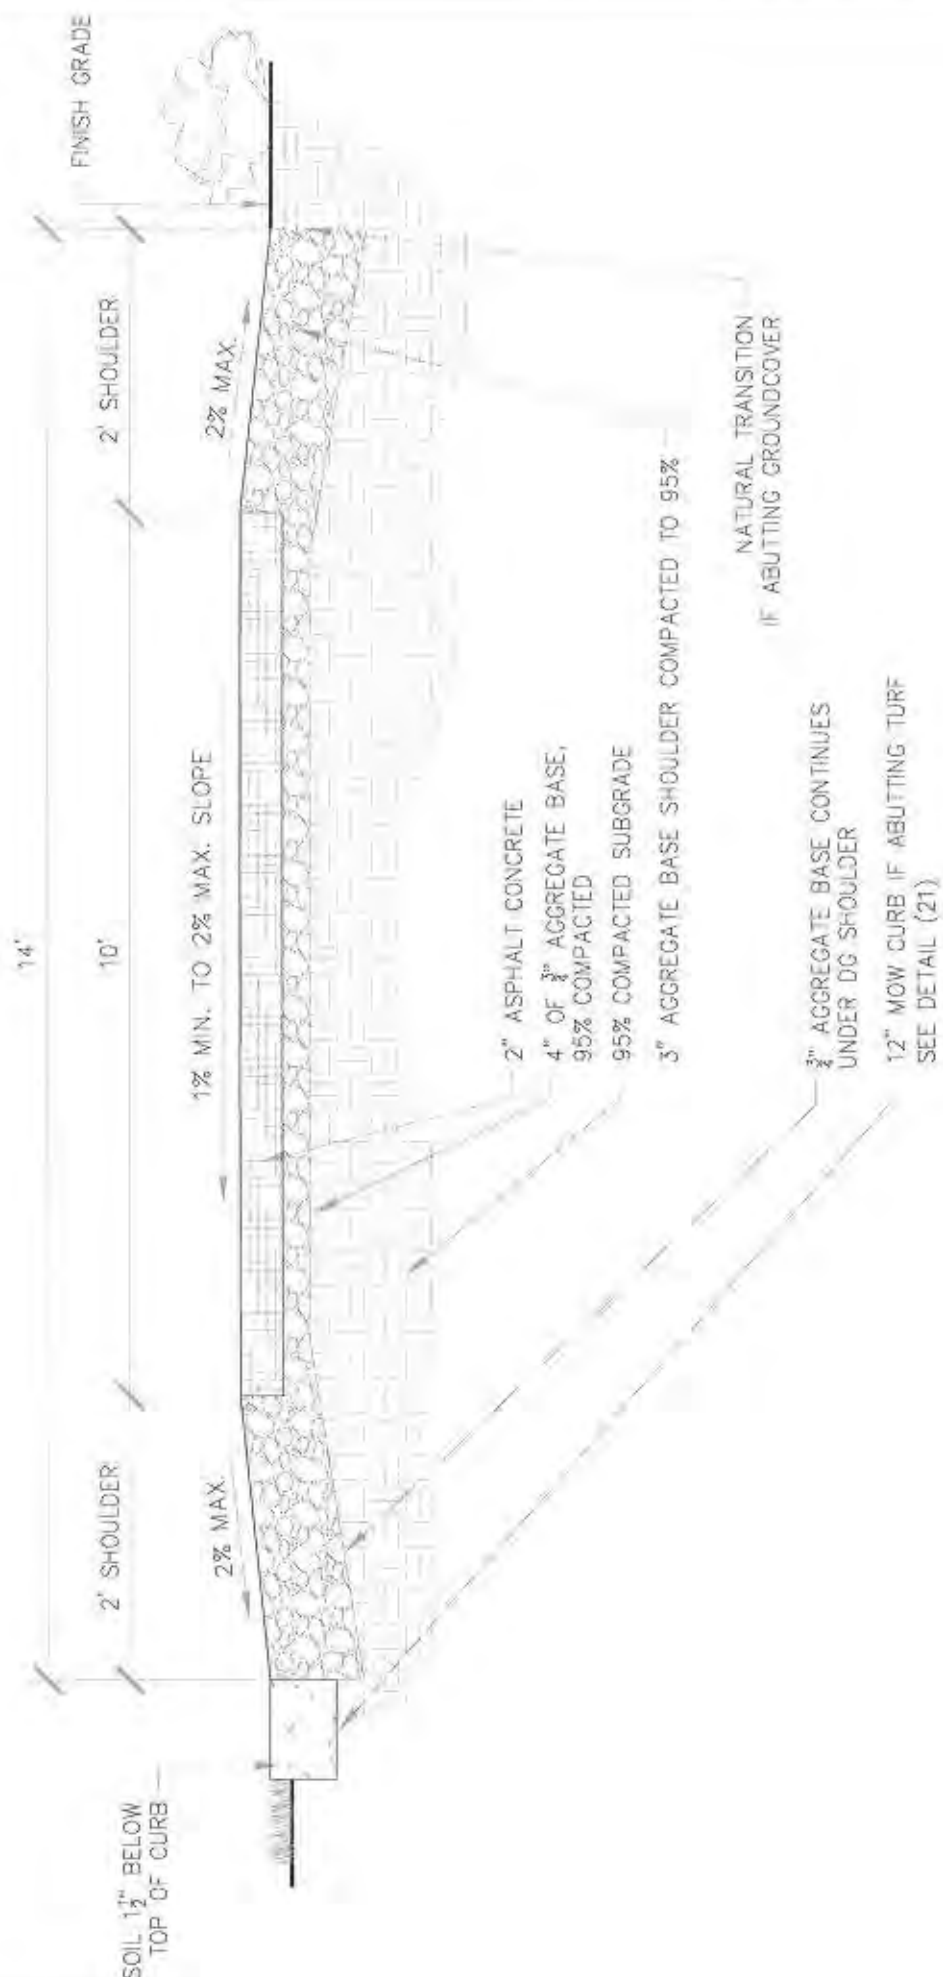 14'
2' SHOULDER
10'
2' SHOULDER
FINISH GRADE
SOIL 1 1/2" BELOW
TOP OF CURB
2% MAX.
1% MIN. TO 2% MAX. SLOPE
2% MAX.
2" ASPHALT CONCRETE
4" OF 3/4" AGGREGATE BASE,
95% COMPACTED
95% COMPACTED SUBGRADE
3" AGGREGATE BASE SHOULDER COMPACTED TO 95%
NATURAL TRANSITION
IF ABUTTING GROUNDCOVER
3/4" AGGREGATE BASE CONTINUES
UNDER DG SHOULDER
12" MOW CURB IF ABUTTING TURF
SEE DETAIL (21)